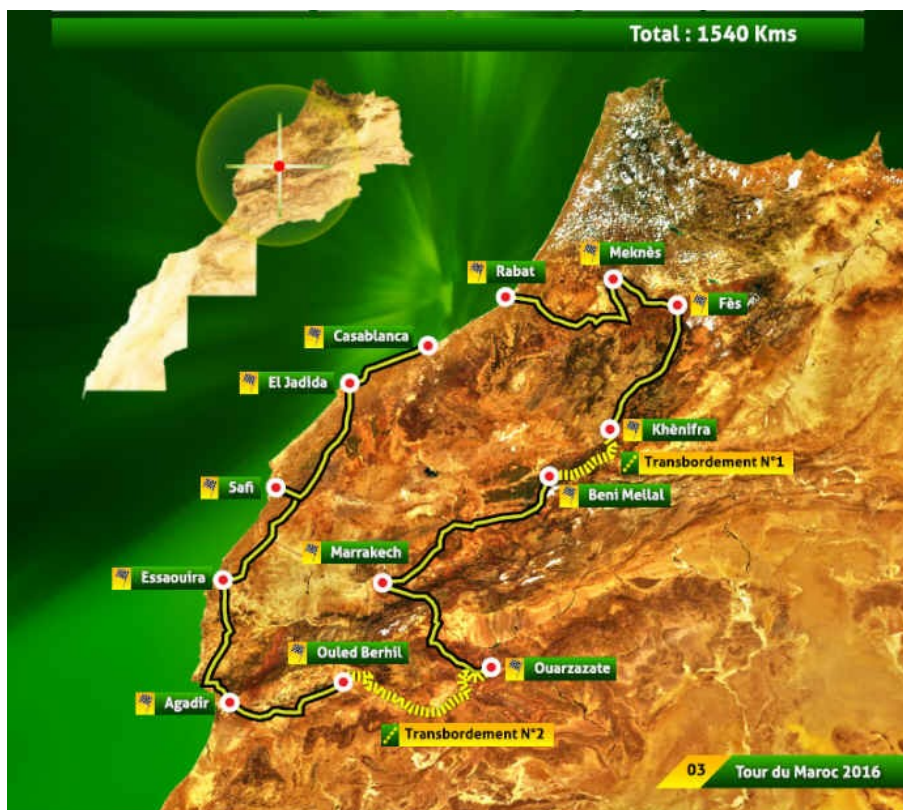 Total : 1540 Kms
Meknès
Rabat
Fès
Casablanca
El Jadida
Khènifra
Transbordement N°1
Safi
Beni Mellal
Marrakech
Essaouira
Ouled Berhil
Ouarzazate
Agadir
Transbordement N°2
03 Tour du Maroc 2016